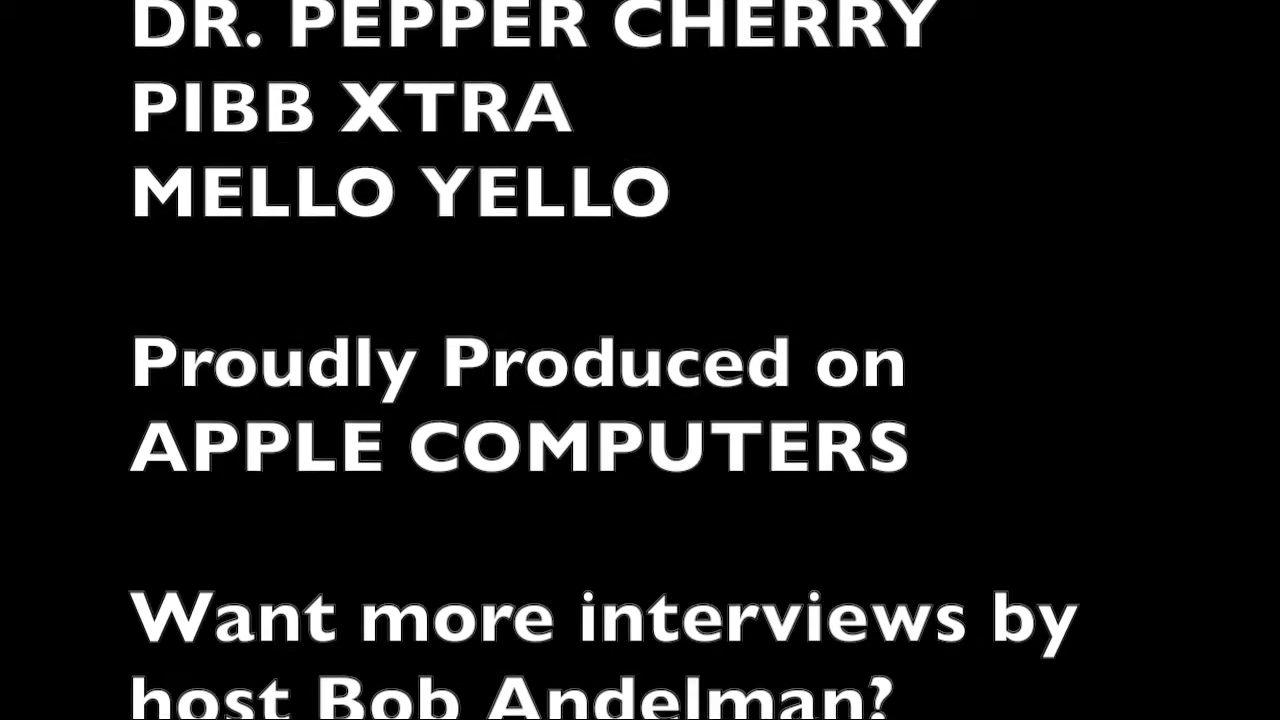 DR. PEPPER CHERRY
PIBB XTRA
MELLO YELLO
Proudly Produced on
APPLE COMPUTERS
Want more interviews by
host Bob Andelman?